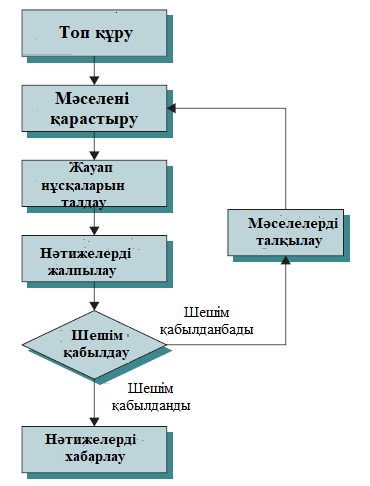 Топ құру
Мәселені
қарастыру
Жауап
нұсқаларын
талдау
Мәселелерді
талқылау
Нәтижелерді
жалпылау
Шешім
қабылданбады
Шешім
қабылдау
Шешім
қабылданды
Нәтижелерді
хабарлау